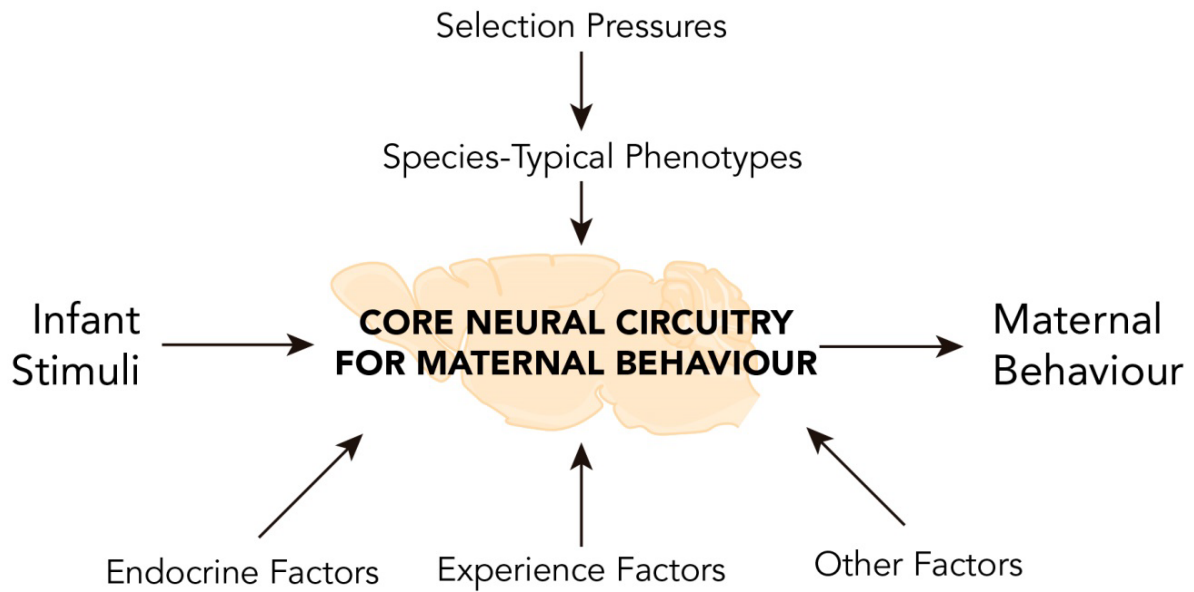 Selection Pressures
Species-Typical Phenotypes
Infant
Stimuli
CORE NEURAL CIRCUITRY
FOR MATERNAL BEHAVIOUR
Maternal
Behaviour
Endocrine Factors
Experience Factors
Other Factors